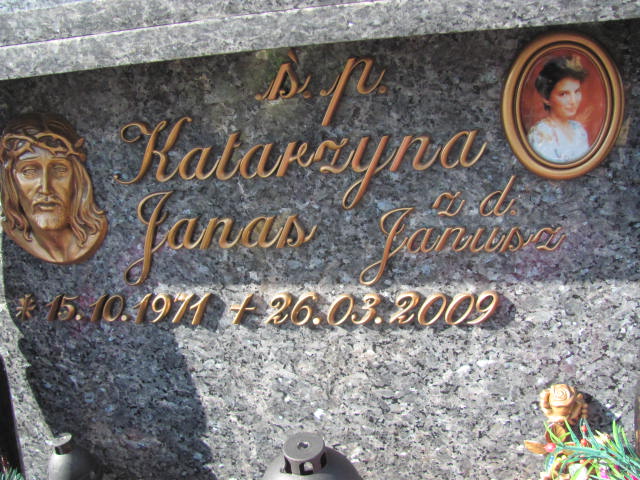 ś.p.
Katarzyna
Janas z d. Janusz
* 15.10.1971 + 26.03.2009